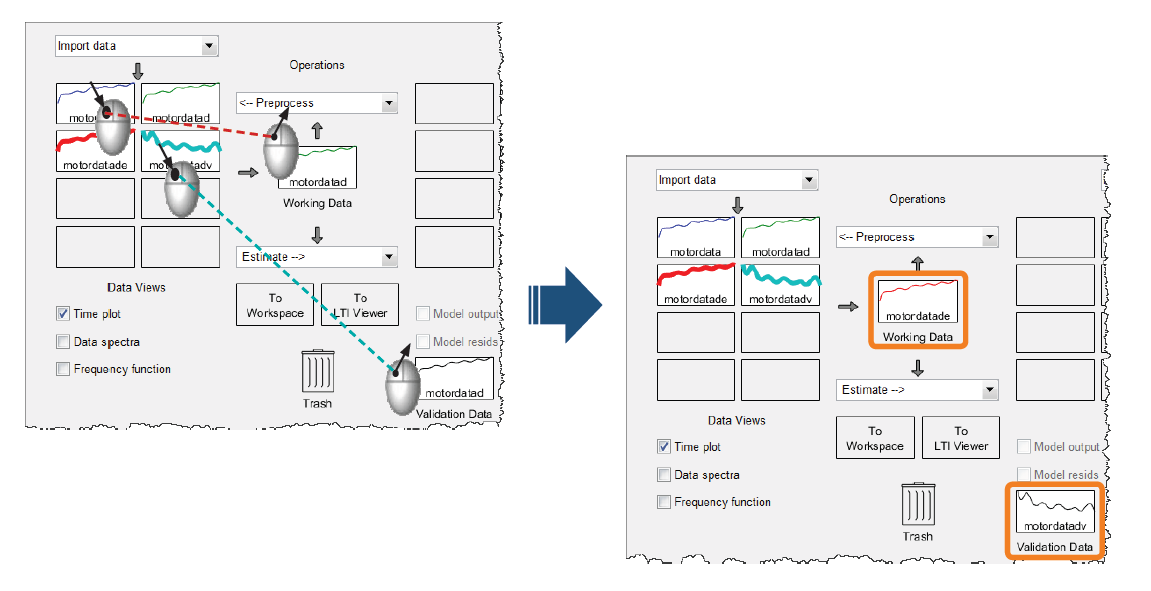 Import data
Operations
<-- Preprocess
motordatad
motordatade
motordatad
Working Data
Estimate -->
Data Views
To
Workspace
To
LTI Viewer
Time plot
Model output
Data spectra
Model resids
Frequency function
Trash
motordatad
Validation Data
Import data
Operations
<-- Preprocess
motordata
motordatad
motordatade
motordatadv
motordatade
Working Data
Estimate -->
Data Views
To
Workspace
To
LTI Viewer
Time plot
Model output
Data spectra
Model resids
Frequency function
Trash
motordatadv
Validation Data